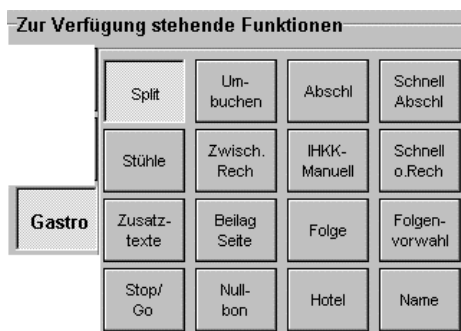 Zur Verfügung stehende Funktionen
Split
Um-
buchen
Abschl
Schnell
Abschl
Stühle
Zwisch.
Rech
IHKK-
Manuell
Schnell
o.Rech
Gastro
Zusatz-
texte
Beilag
Seite
Folge
Folgen-
vorwahl
Stop/
Go
Null-
bon
Hotel
Name